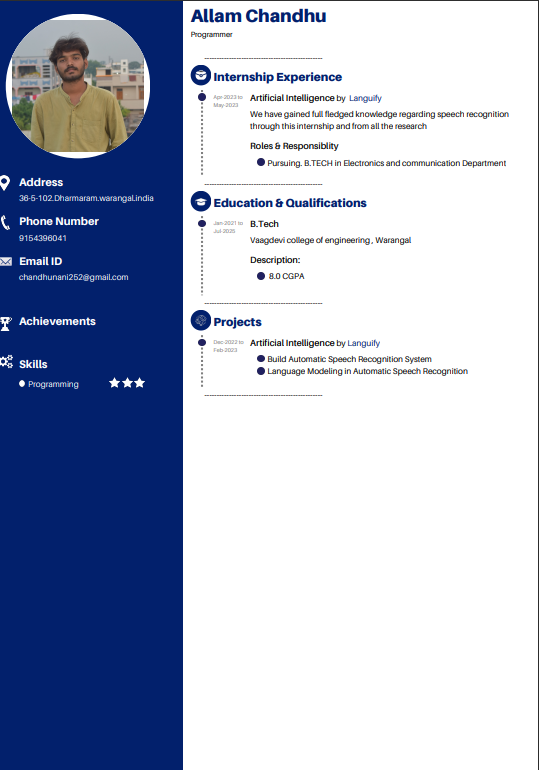 Allam Chandhu
Programmer
Address
36-5-102.Dharmaram.warangal.india
Phone Number
9154396041
Email ID
chandhunani252@gmail.com
Achievements
Skills
Programming
Internship Experience
Apr-2023 to
May-2023
Artificial Intelligence by Languify
We have gained full fledged knowledge regarding speech recognition
through this internship and from all the research
Roles & Responsiblity
Pursuing. B.TECH in Electronics and communication Department
Education & Qualifications
Jan-2021 to
Jul-2025
B.Tech
Vaagdevi college of engineering , Warangal
Description:
8.0 CGPA
Projects
Dec-2022 to
Feb-2023
Artificial Intelligence by Languify
Build Automatic Speech Recognition System
Language Modeling in Automatic Speech Recognition